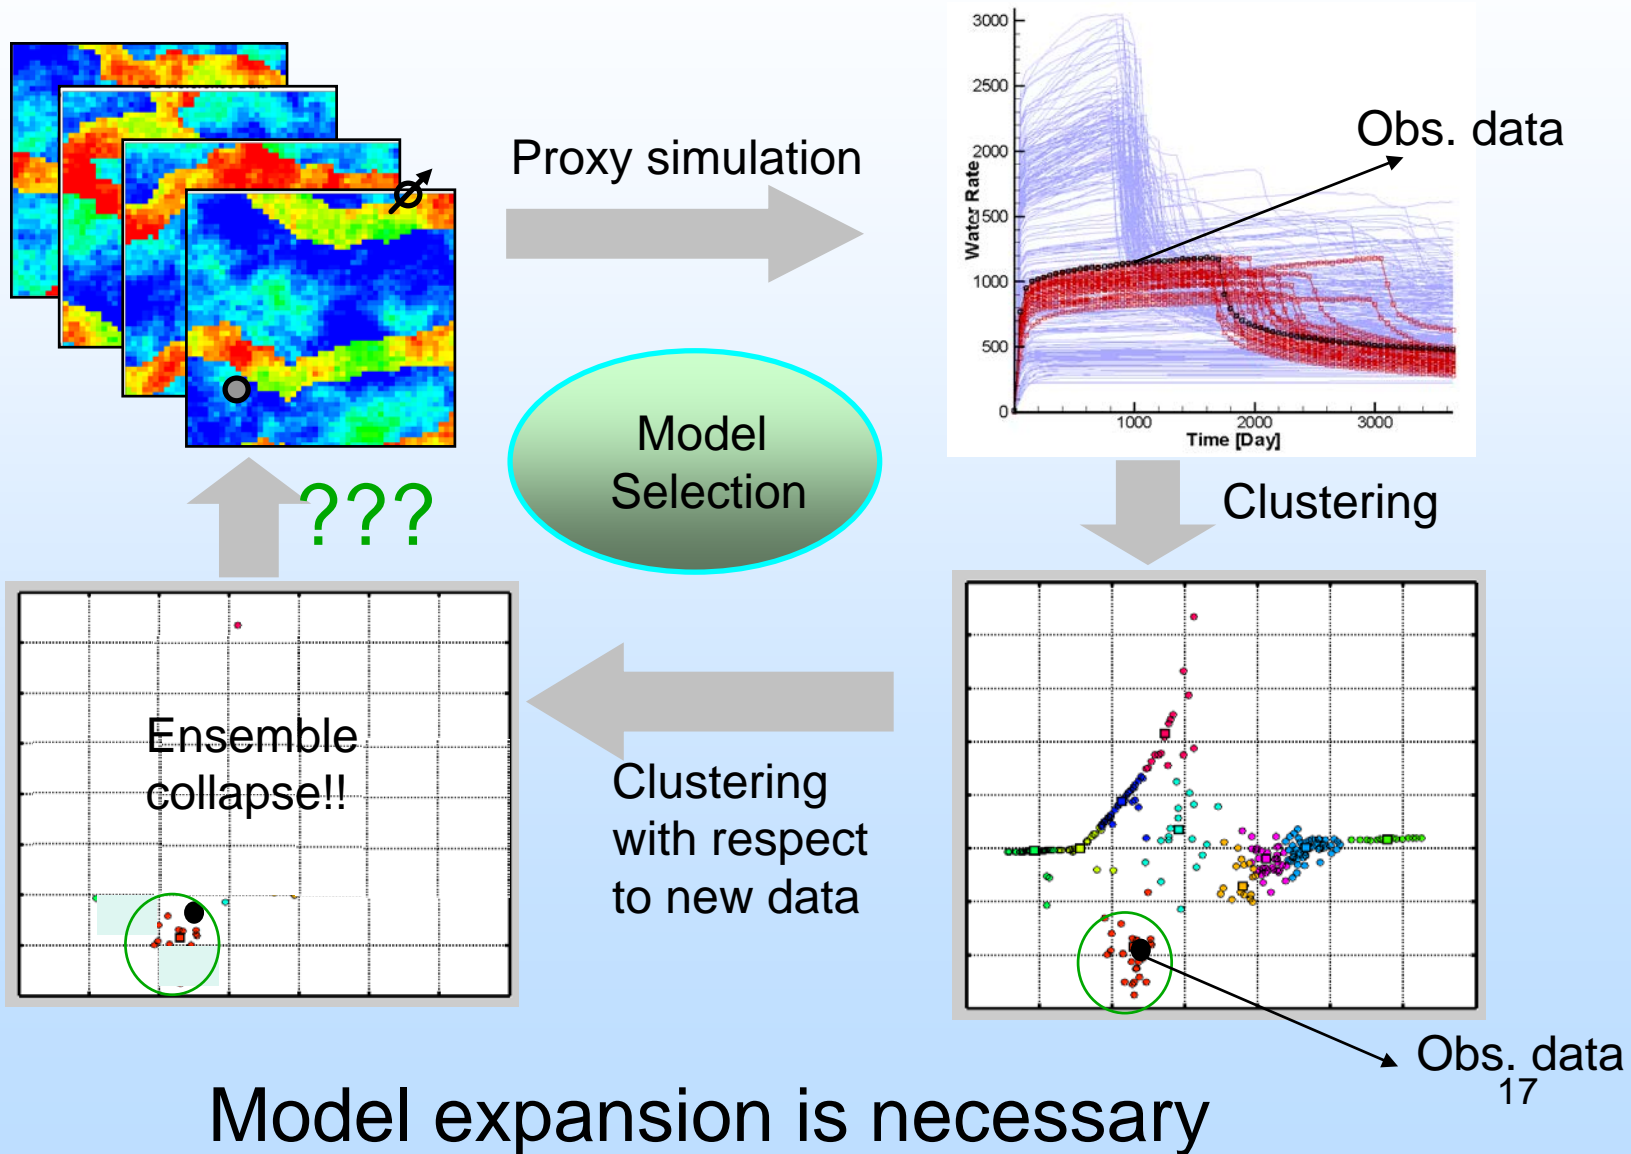 Proxy simulation
3000
2500
2000
1500
1000
500
0
Water Rate
1000
2000
3000
Time [Day]
Obs. data
Model
Selection
???
Clustering
Ensemble
collapse!!
Clustering
with respect
to new data
Obs. data
17
Model expansion is necessary